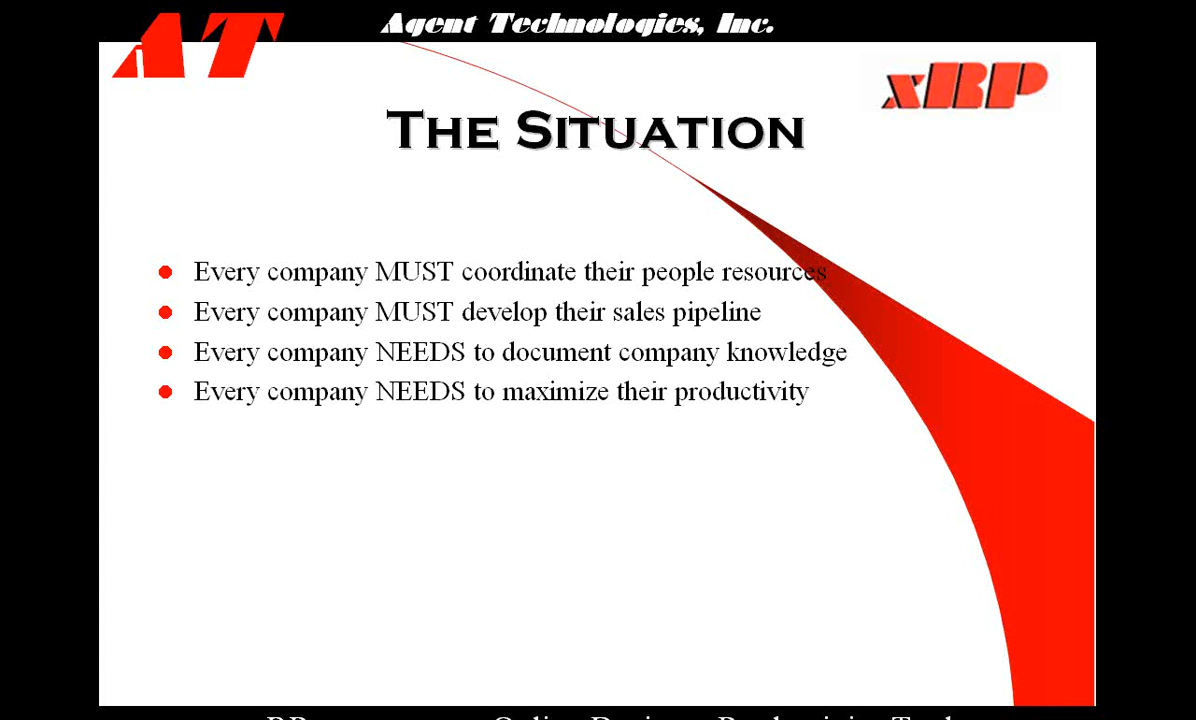 AT
Agent Technologies, Inc.
xRP
The Situation
Every company MUST coordinate their people resources
Every company MUST develop their sales pipeline
Every company NEEDS to document company knowledge
Every company NEEDS to maximize their productivity